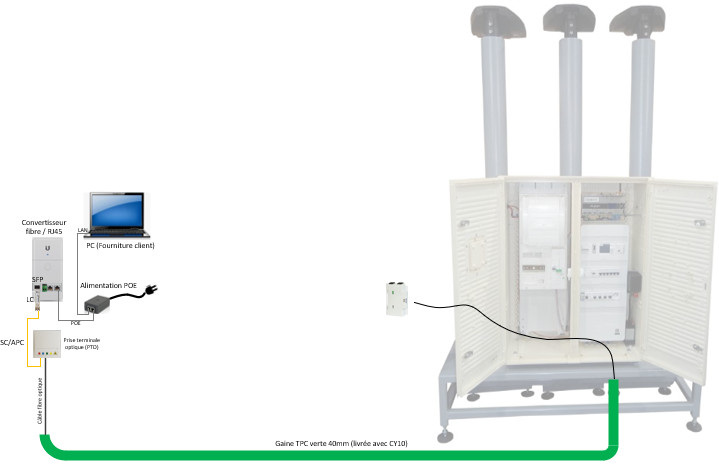 Convertisseur
fibre / RJ45
LAN
PC (Fourniture client)
SFP
Alimentation POE
LC
POE
SC/APC
Prise terminale
optique (PTO)
Câble fibre optique
Gaine TPC verte 40mm (livrée avec CY10)